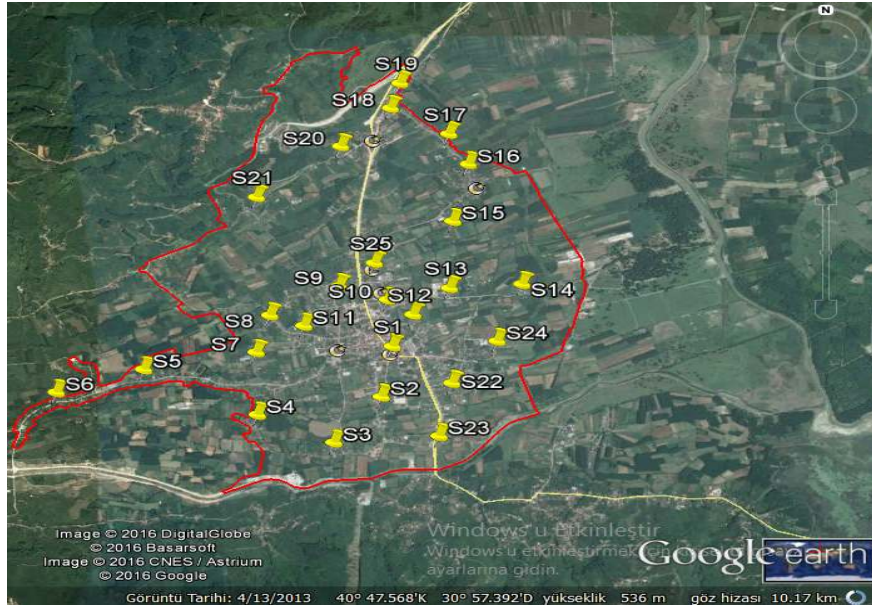 N
S19
S18
S17
S20
S16
S21
S15
S25
S9
S13
S10
S12
S14
S8
S11
S1
S24
S7
S5
S6
S22
S2
S4
S3
S23
Image © 2016 DigitalGlobe
© 2016 Basarsoft
Image © 2016 CNES / Astrium
© 2016 Google
Windows'u Etkinleştir
Windows'u etkinleştirmek için
ayarlarına gidin.
Google earth
Görüntü Tarihi: 4/13/2013 40° 47.568'K 30° 57.392'D yükseklik 536 m göz hizası 10.17 km